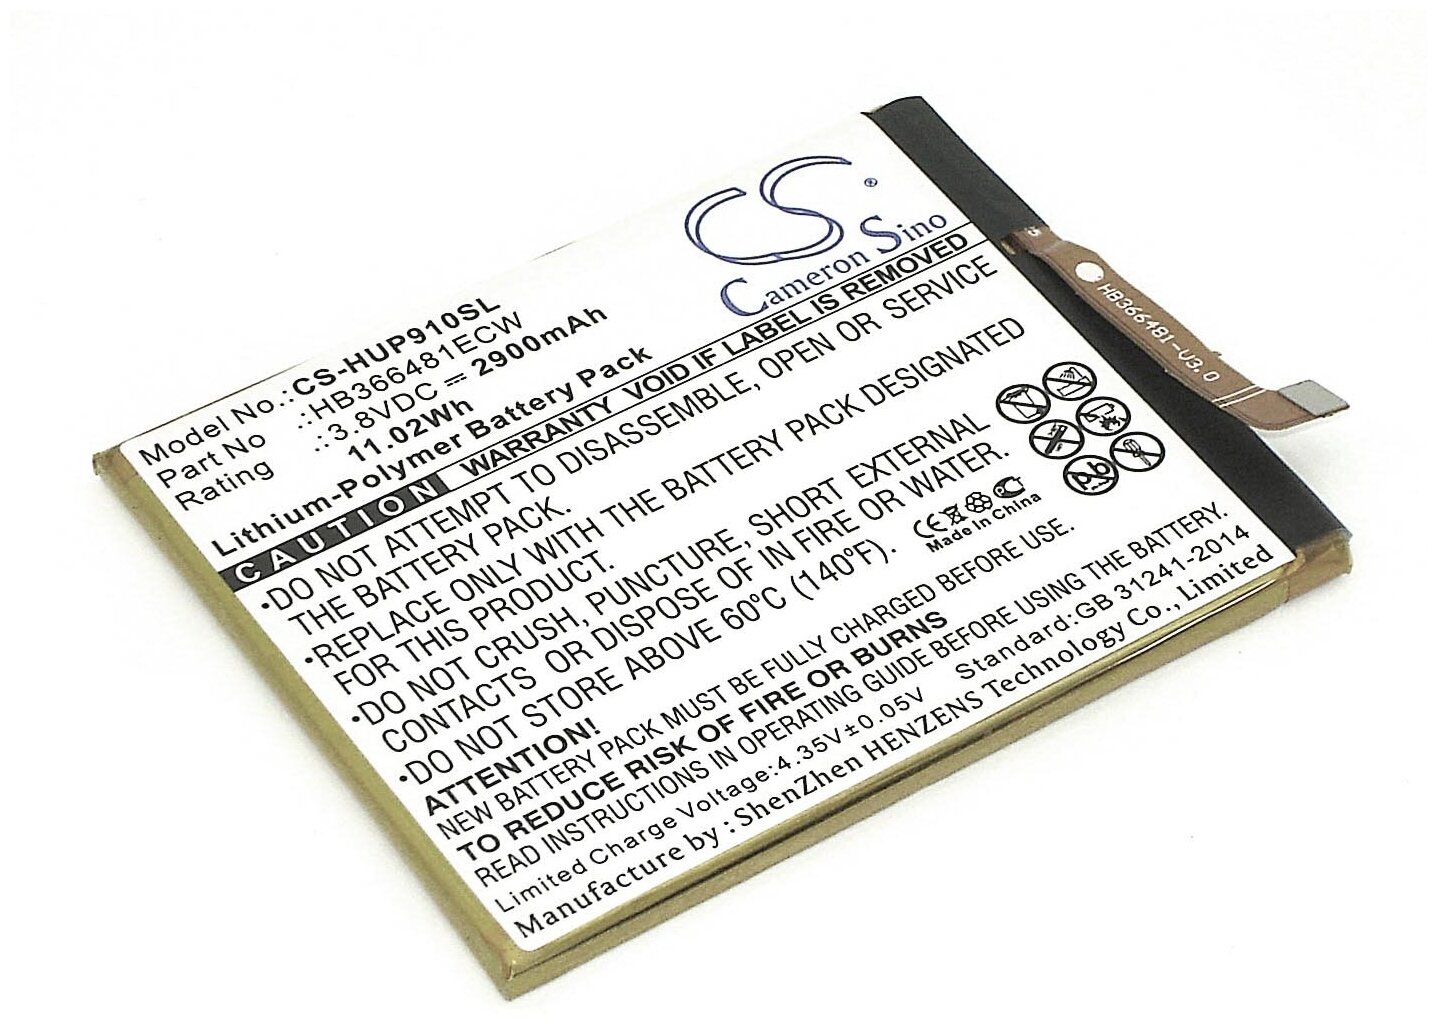 CS®
Cameron Sino
Model No.:CS-HUP910SL
Part No :HB366481ECW
Rating :3.8VDC ⎓ 2900mAh
11.02Wh
Lithium-Polymer Battery Pack
CAUTION WARRANTY VOID IF LABEL IS REMOVED
•DO NOT ATTEMPT TO DISASSEMBLE, OPEN OR SERVICE
THE BATTERY PACK.
•REPLACE ONLY WITH THE BATTERY PACK DESIGNED
FOR THIS PRODUCT.
•DO NOT CRUSH, PUNCTURE, SHORT EXTERNAL
CONTACTS OR DISPOSE OF IN FIRE OR WATER.
•DO NOT STORE ABOVE 60°C (140°F).
Pb
CE
Made In China
ATTENTION!
NEW BATTERY PACK MUST BE FULLY CHARGED BEFORE USE.
TO REDUCE RISK OF FIRE OR BURNS
READ INSTRUCTIONS IN OPERATING GUIDE BEFORE USING THE BATTERY.
Limited Charge Voltage:4.35V±0.05V Standard:GB 31241-2014
Manufacture by : ShenZhen HENZENS Technology Co., Limited
HB366481-V3.0